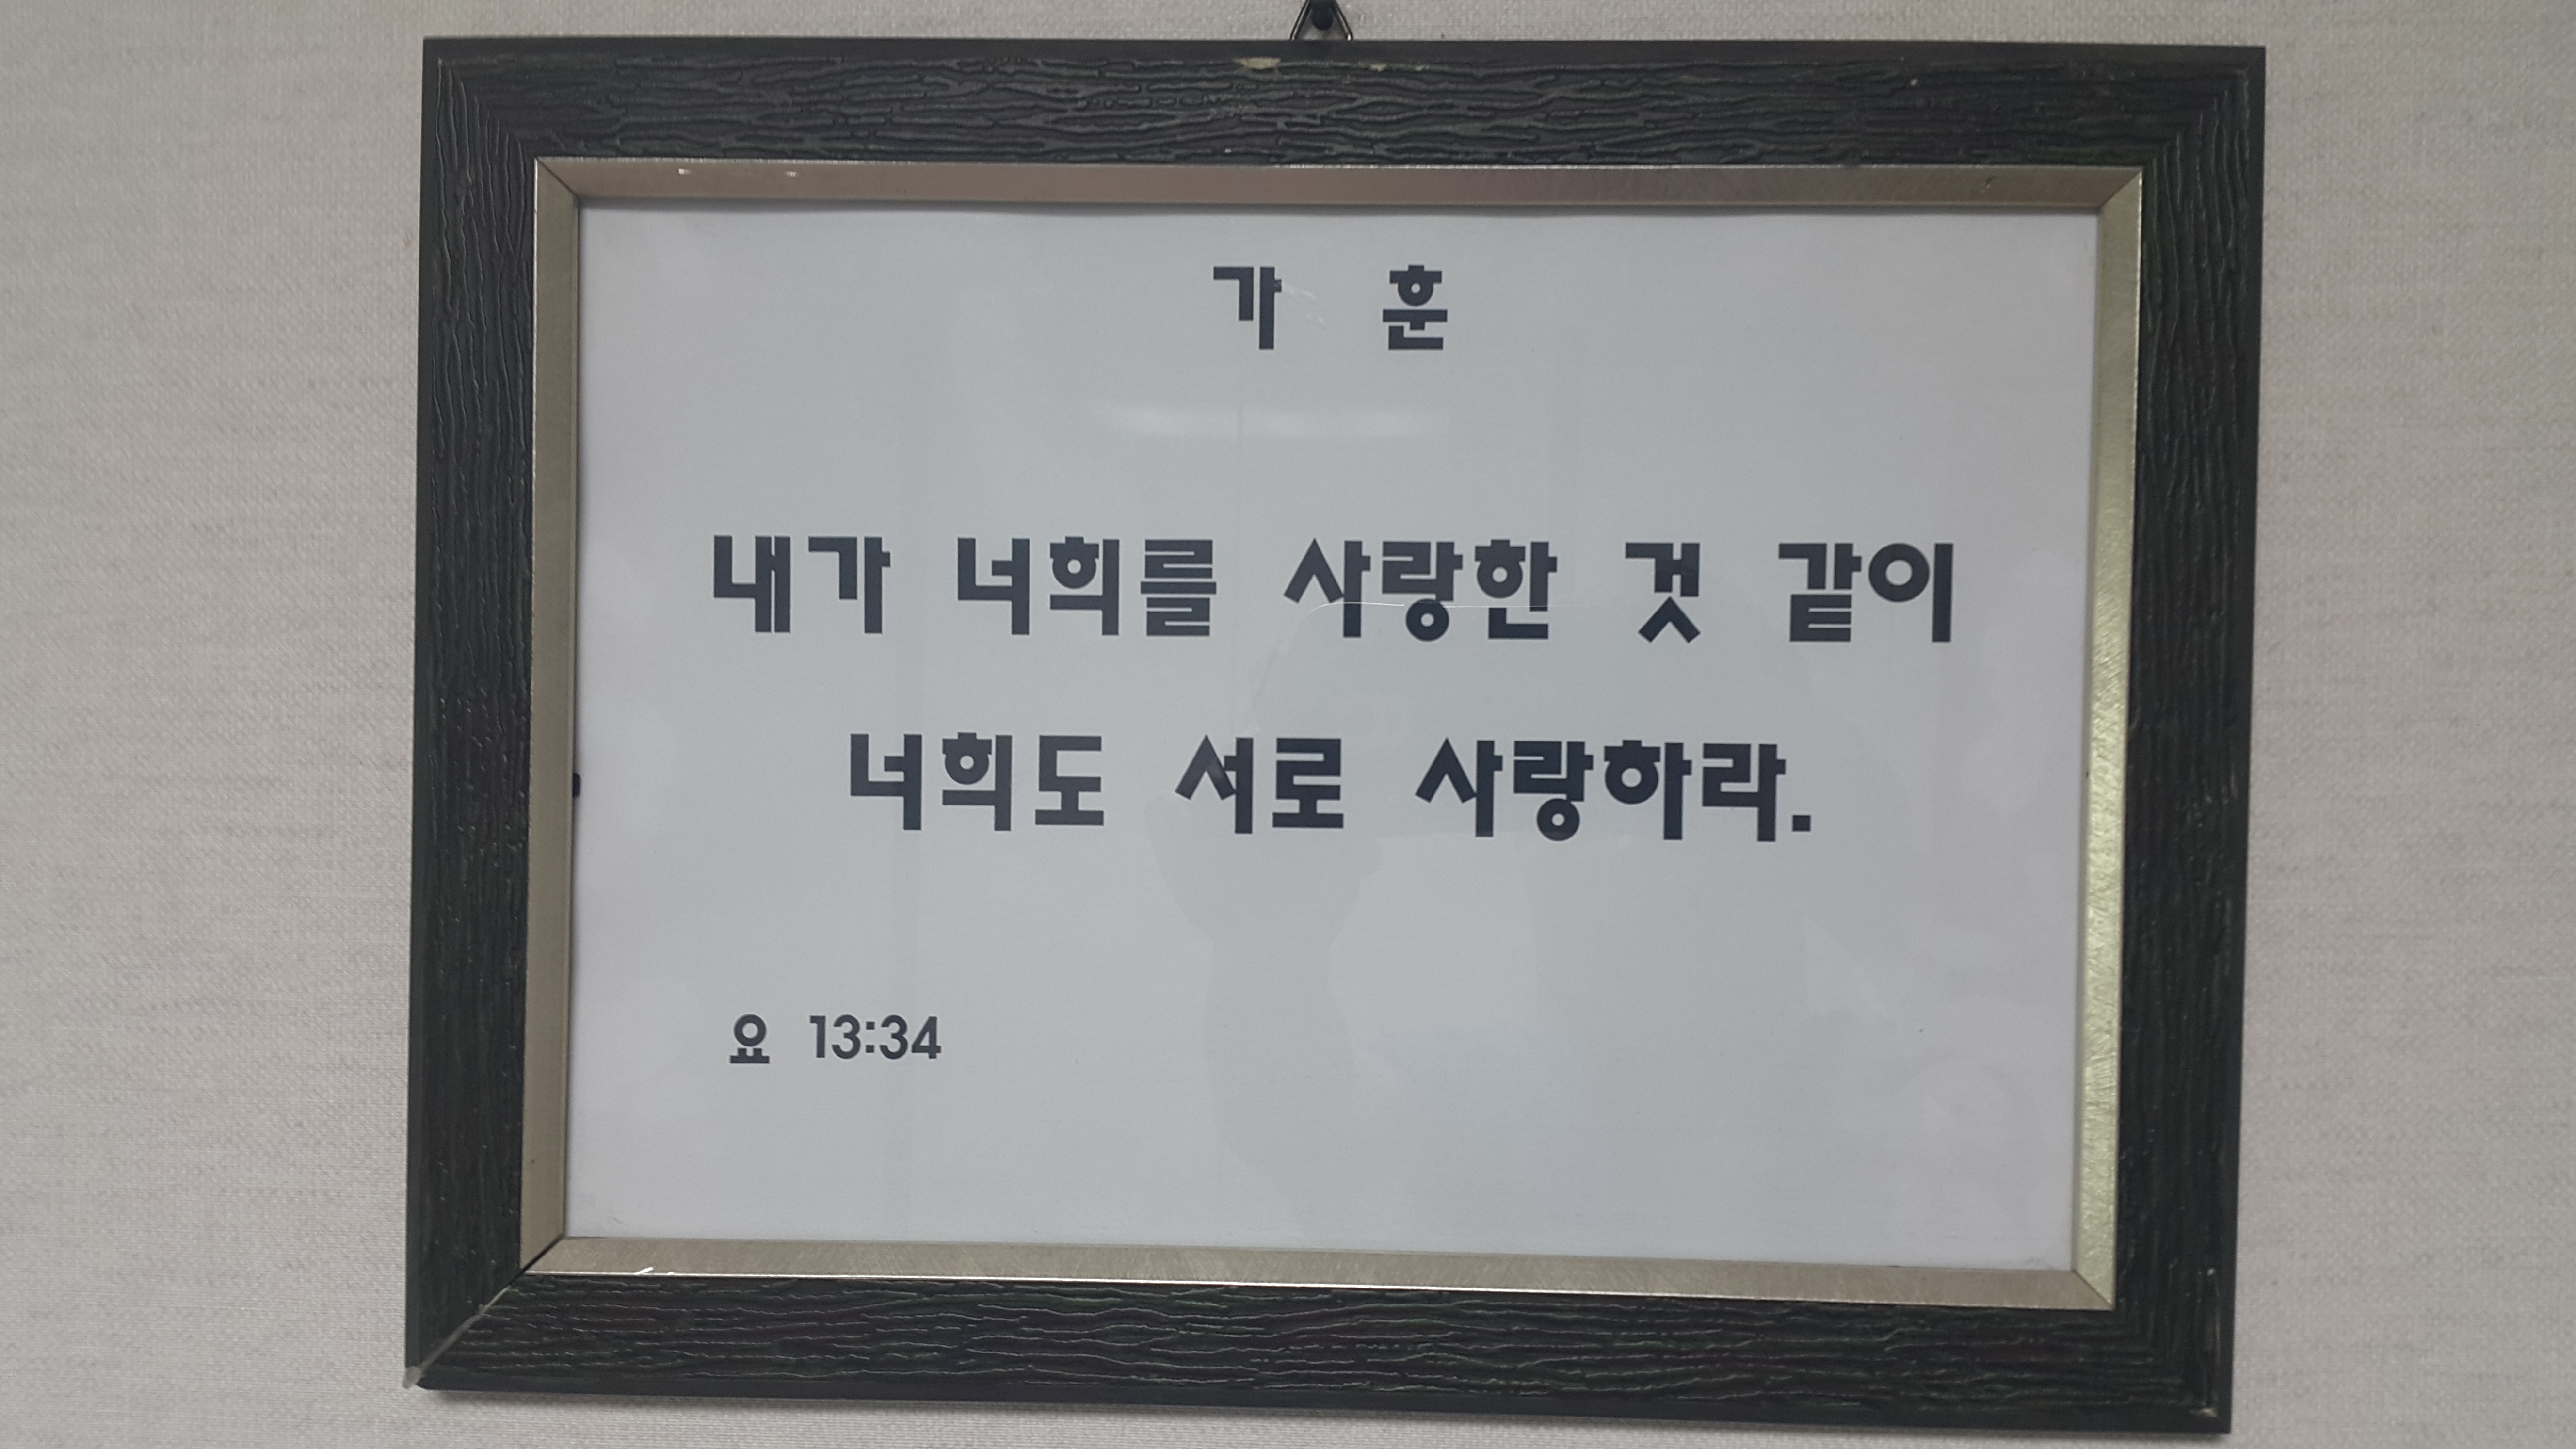 가 훈
내가 너희를 사랑한 것 같이
너희도 서로 사랑하라.
요 13:34